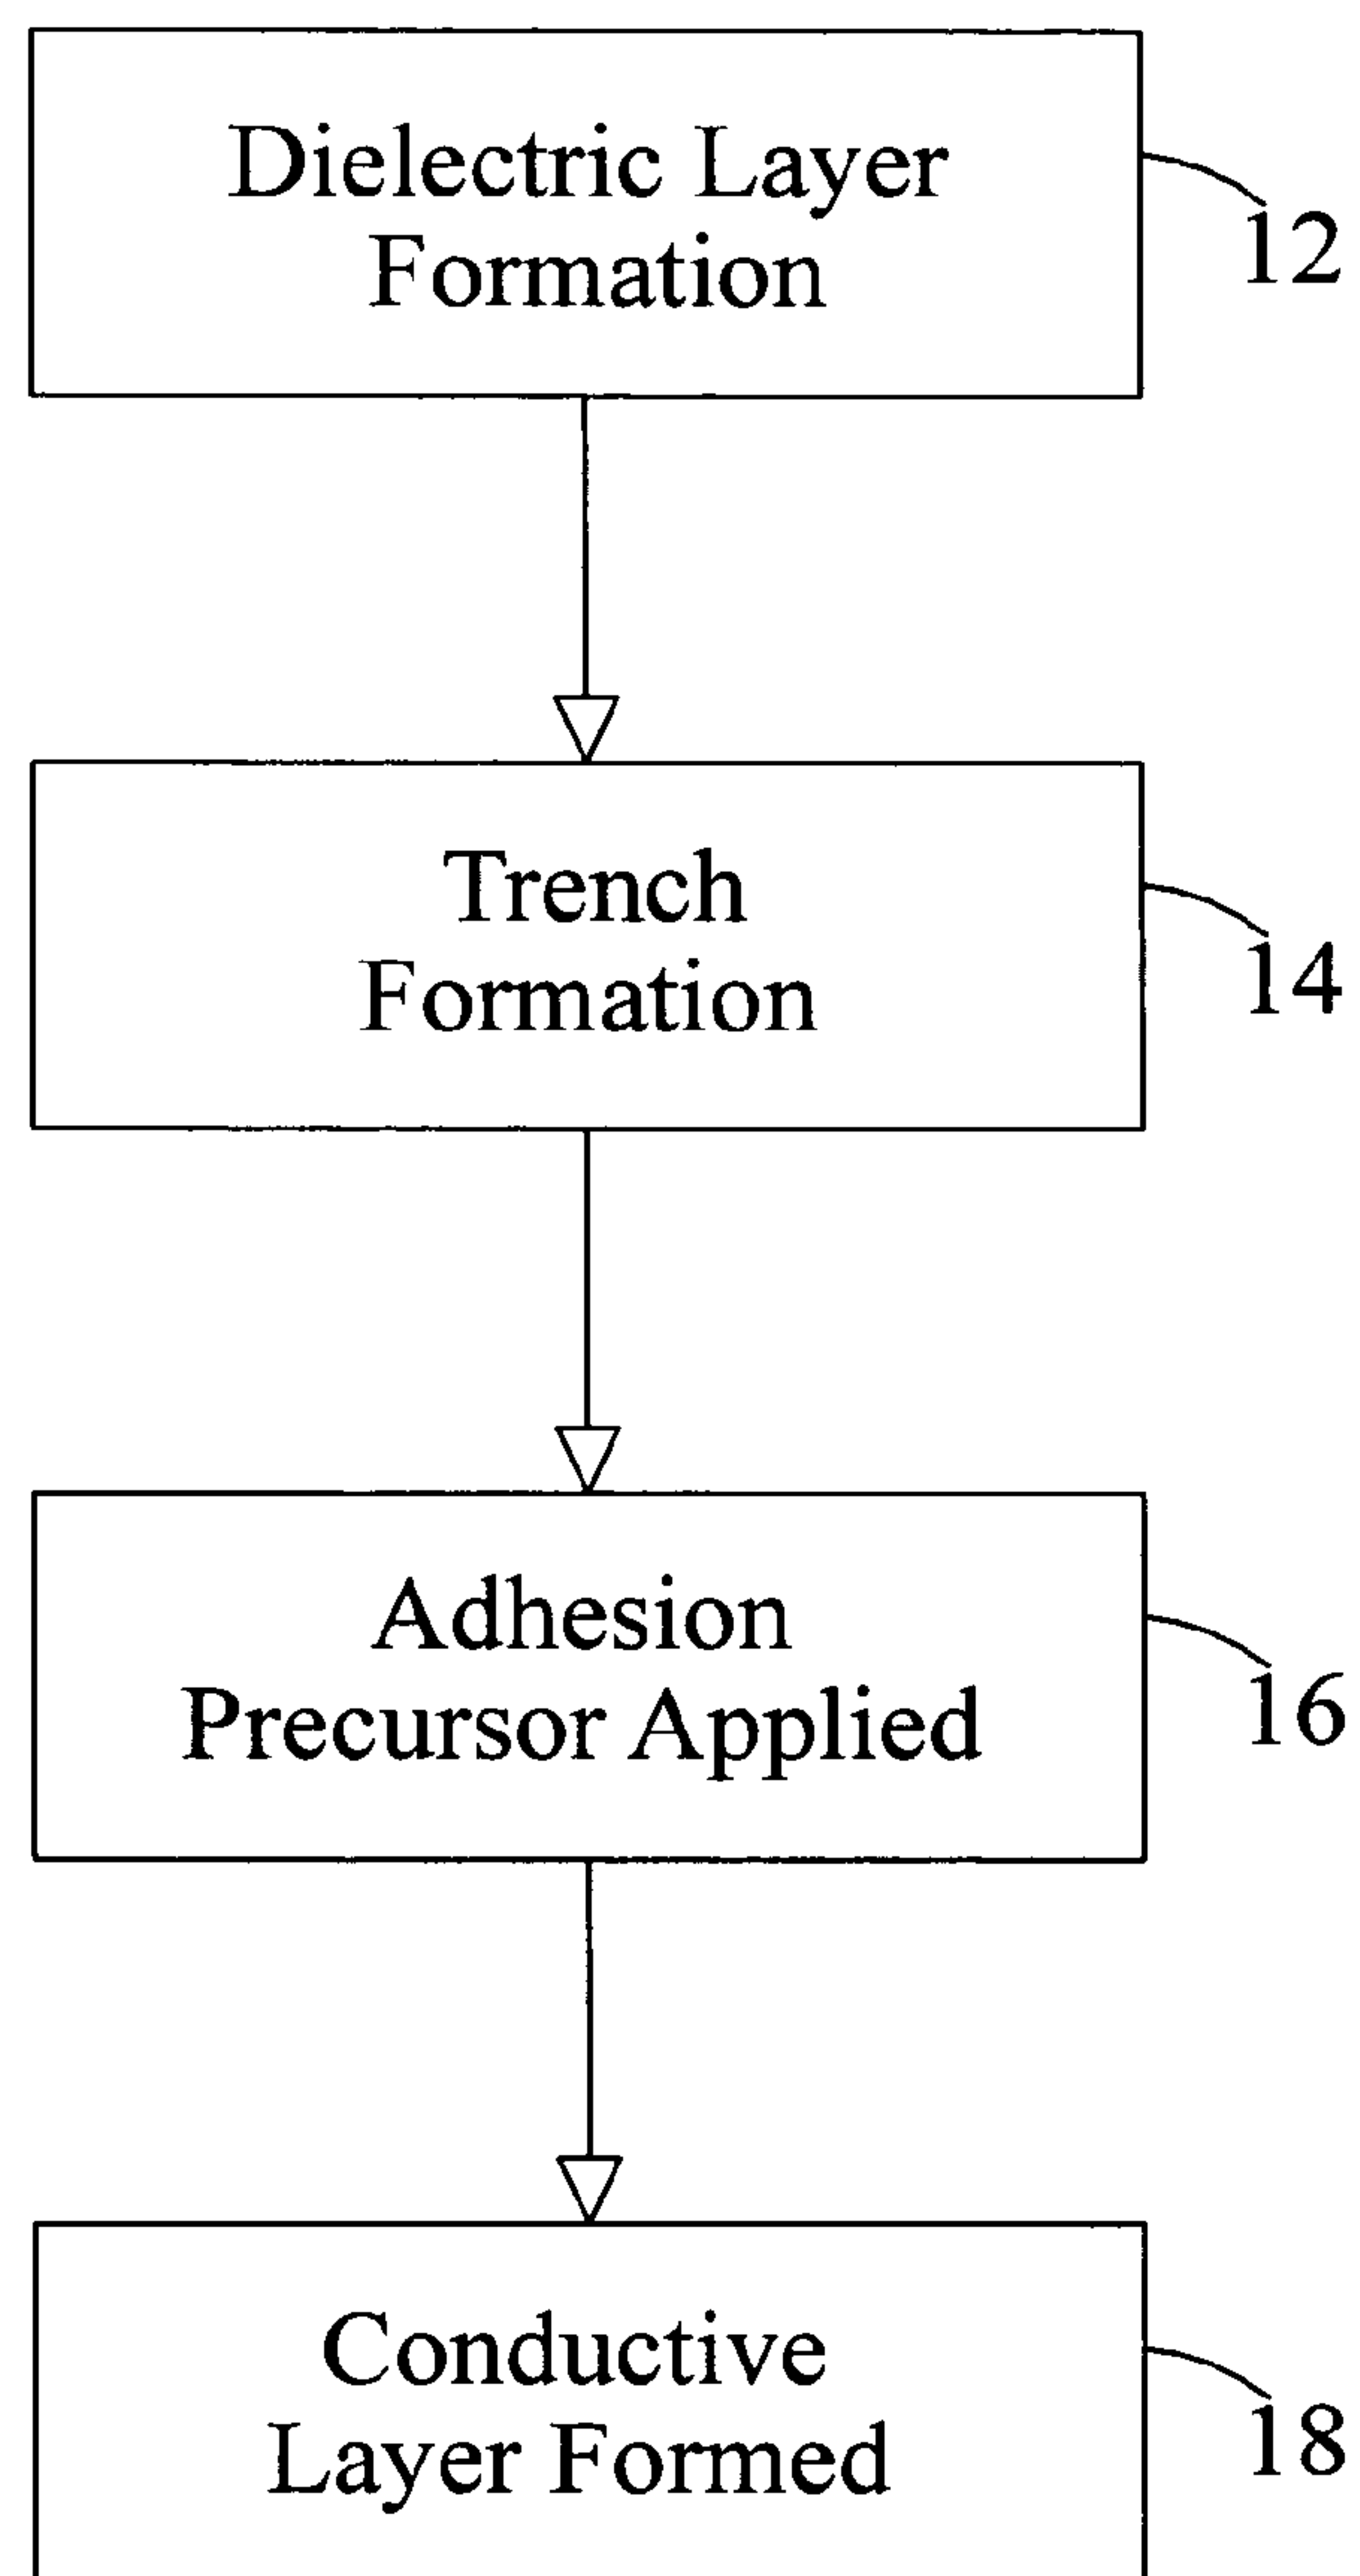 Dielectric Layer
Formation
12
Trench
Formation
14
Adhesion
Precursor Applied
16
Conductive
Layer Formed
18